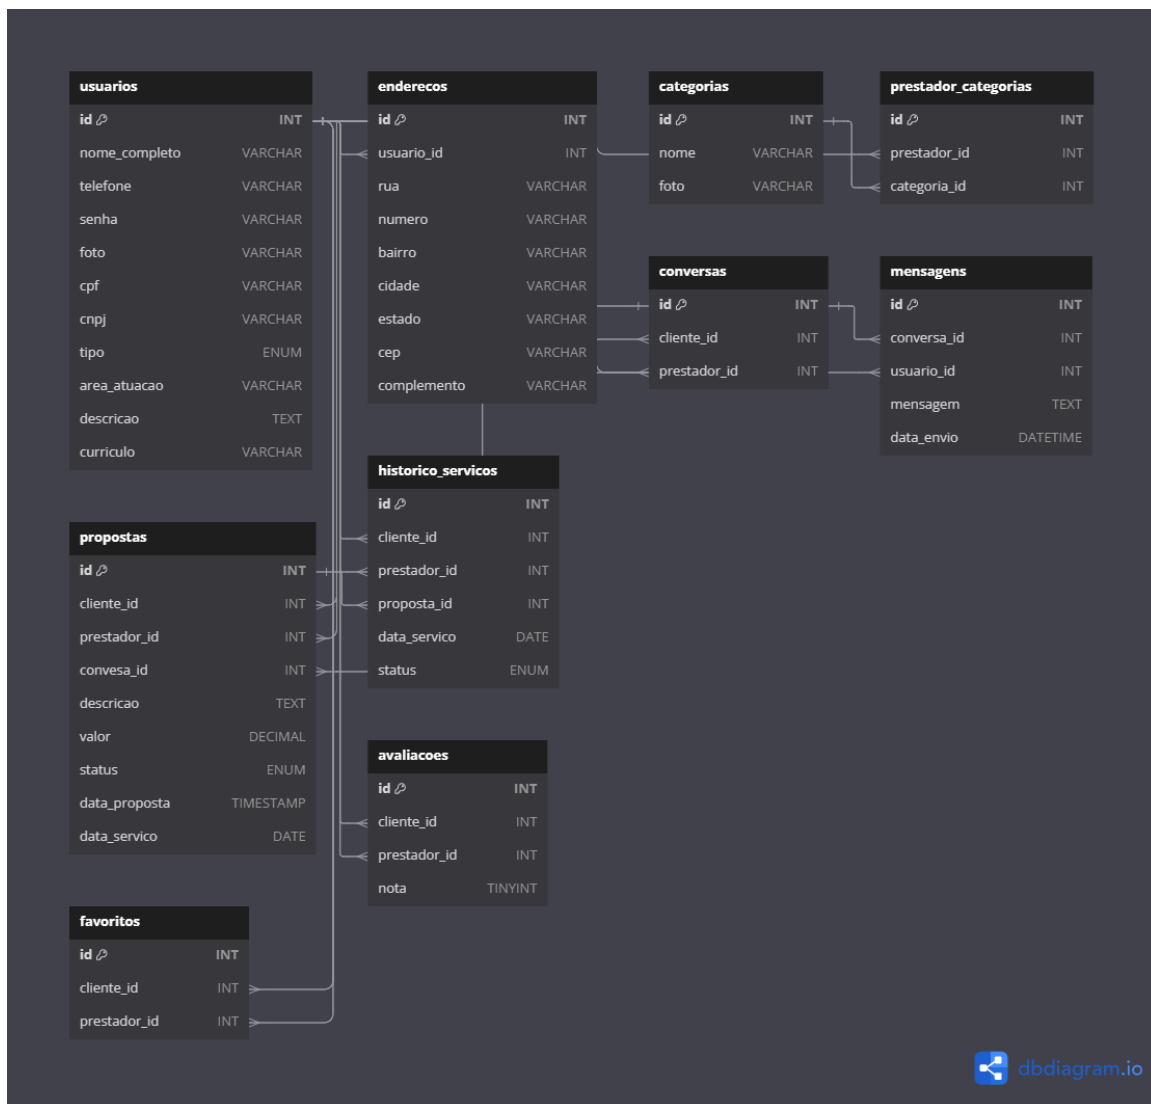 usuarios
id INT
nome_completo VARCHAR
telefone VARCHAR
senha VARCHAR
foto VARCHAR
cpf VARCHAR
cnpj VARCHAR
tipo ENUM
area_atuacao VARCHAR
descricao TEXT
curriculo VARCHAR
enderecos
id INT
usuario_id INT
rua VARCHAR
numero VARCHAR
bairro VARCHAR
cidade VARCHAR
estado VARCHAR
cep VARCHAR
complemento VARCHAR
categorias
id INT
nome VARCHAR
foto VARCHAR
prestador_categorias
id INT
prestador_id INT
categoria_id INT
conversas
id INT
cliente_id INT
prestador_id INT
mensagens
id INT
conversa_id INT
usuario_id INT
mensagem TEXT
data_envio DATETIME
historico_servicos
id INT
cliente_id INT
prestador_id INT
proposta_id INT
data_servico DATE
status ENUM
propostas
id INT
cliente_id INT
prestador_id INT
convesa_id INT
descricao TEXT
valor DECIMAL
status ENUM
data_proposta TIMESTAMP
data_servico DATE
avaliacoes
id INT
cliente_id INT
prestador_id INT
nota TINYINT
favoritos
id INT
cliente_id INT
prestador_id INT
dbdiagram.io